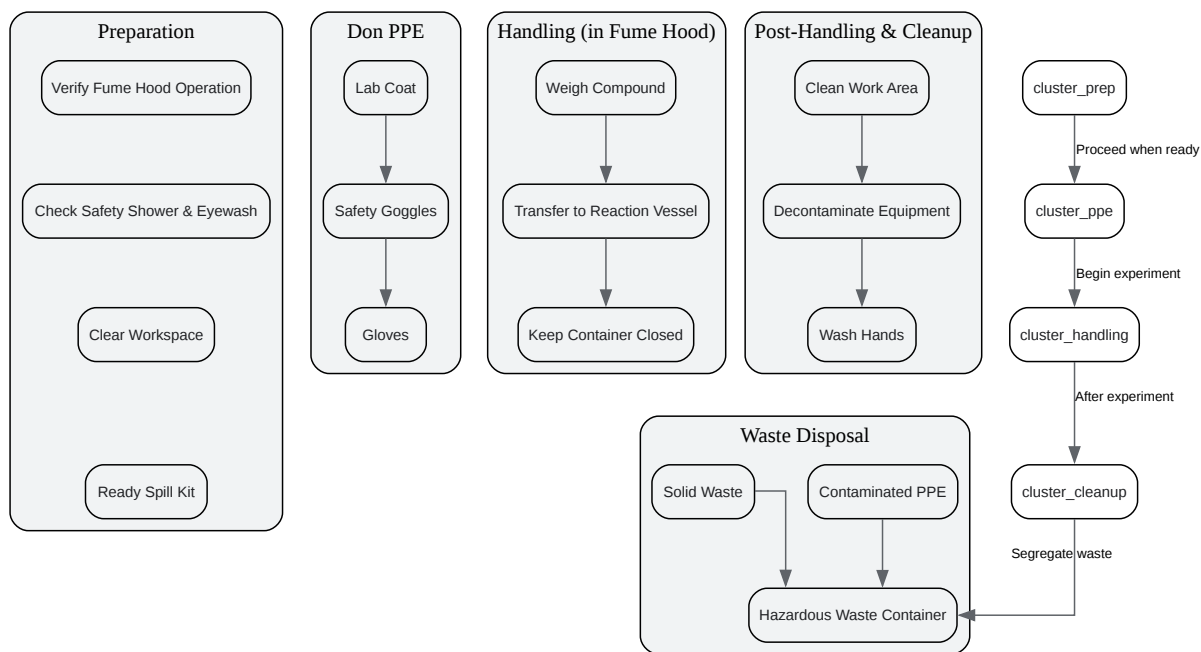 Preparation
Verify Fume Hood Operation
Check Safety Shower & Eyewash
Clear Workspace
Ready Spill Kit
Don PPE
Lab Coat
Safety Goggles
Gloves
Handling (in Fume Hood)
Weigh Compound
Transfer to Reaction Vessel
Keep Container Closed
Post-Handling & Cleanup
Clean Work Area
Decontaminate Equipment
Wash Hands
cluster_prep
Proceed when ready
cluster_ppe
Begin experiment
cluster_handling
After experiment
cluster_cleanup
Segregate waste
Waste Disposal
Solid Waste
Contaminated PPE
Hazardous Waste Container